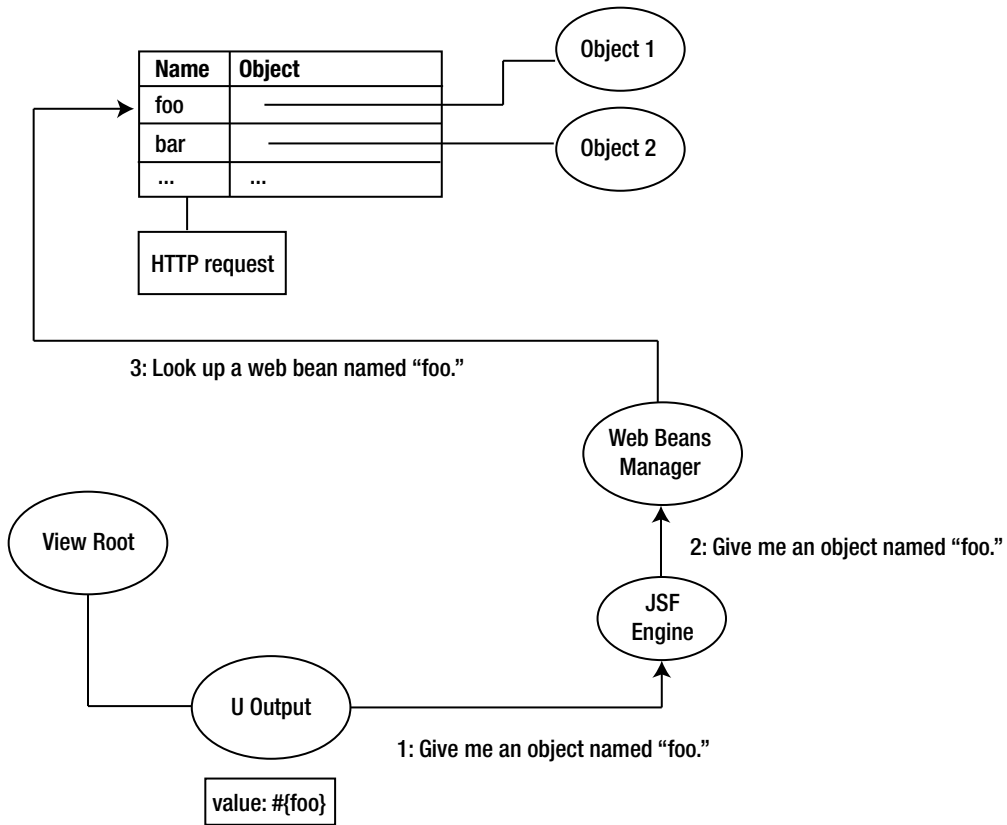 Object 1
Name Object
foo
bar
Object 2
... ...
HTTP request
3: Look up a web bean named “foo.”
Web Beans
Manager
View Root
2: Give me an object named “foo.”
JSF
Engine
U Output
1: Give me an object named “foo.”
value: #{foo}